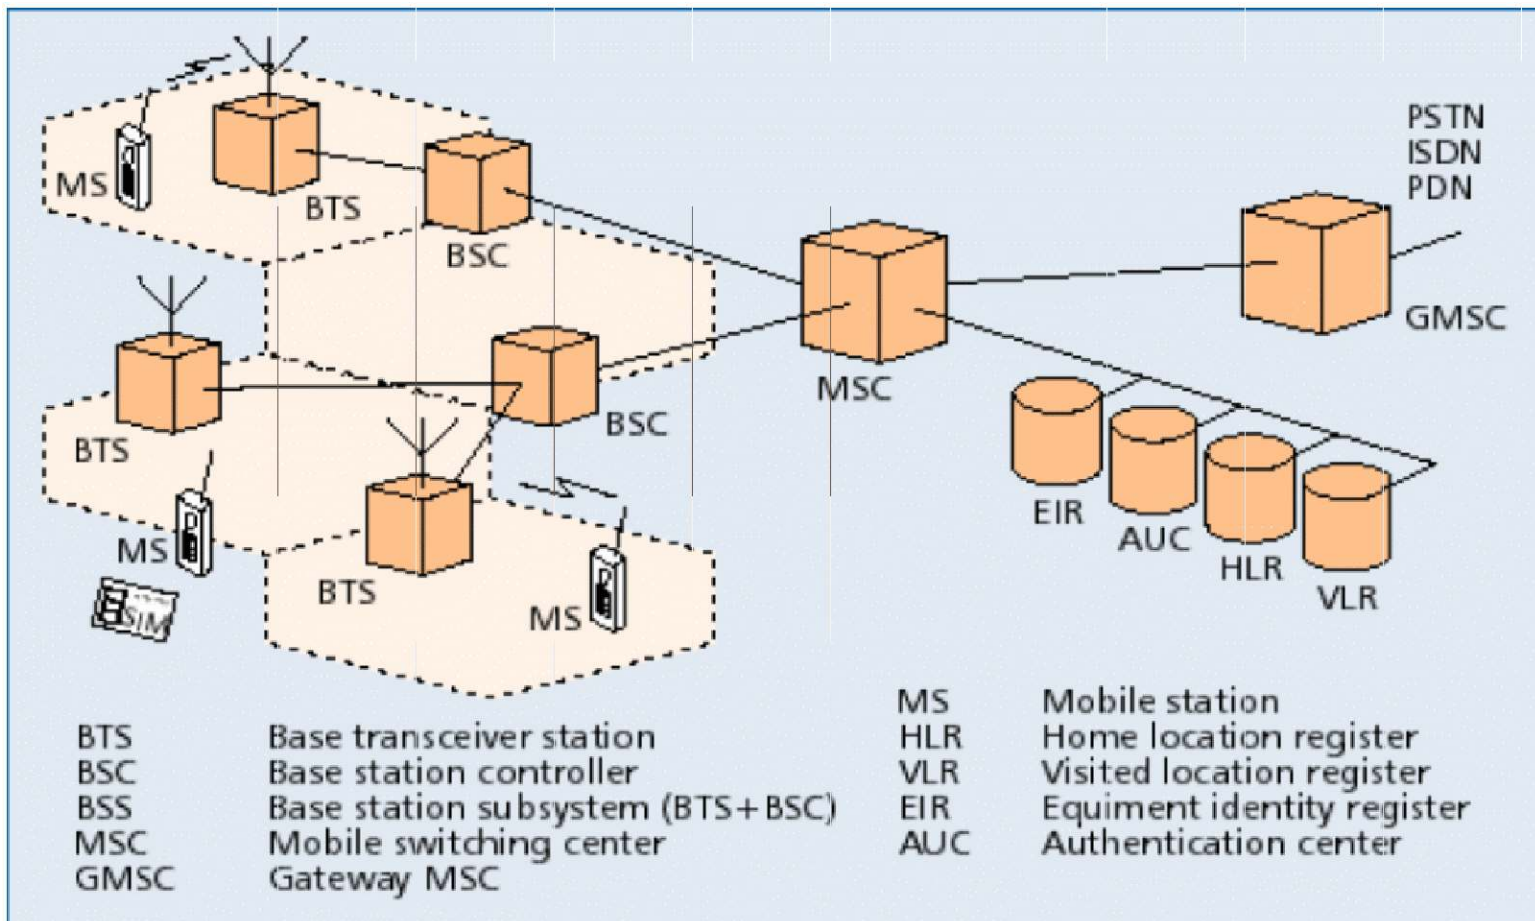 PSTN
ISDN
PDN
MS
BTS
BSC
GMSC
MSC
BTS
BSC
EIR
AUC
HLR
VLR
MS
SIM
BTS
MS
BTS Base transceiver station
BSC Base station controller
BSS Base station subsystem (BTS+BSC)
MSC Mobile switching center
GMSC Gateway MSC
MS Mobile station
HLR Home location register
VLR Visited location register
EIR Equiment identity register
AUC Authentication center